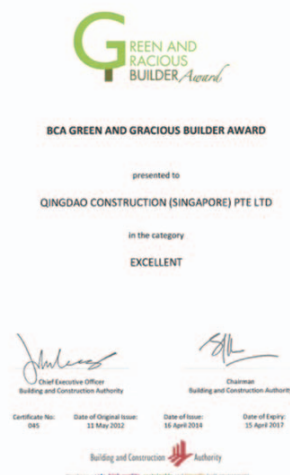 GREEN AND
GRACIOUS
BUILDER Award
BCA GREEN AND GRACIOUS BUILDER AWARD
presented to
QINGDAO CONSTRUCTION (SINGAPORE) PTE LTD
in the category
EXCELLENT
Chief Executive Officer
Building and Construction Authority
Chairman
Building and Construction Authority
Certificate No:
045
Date of Original Issue:
11 May 2012
Date of Issue:
16 April 2014
Date of Expiry:
15 April 2017
Building and Construction Authority